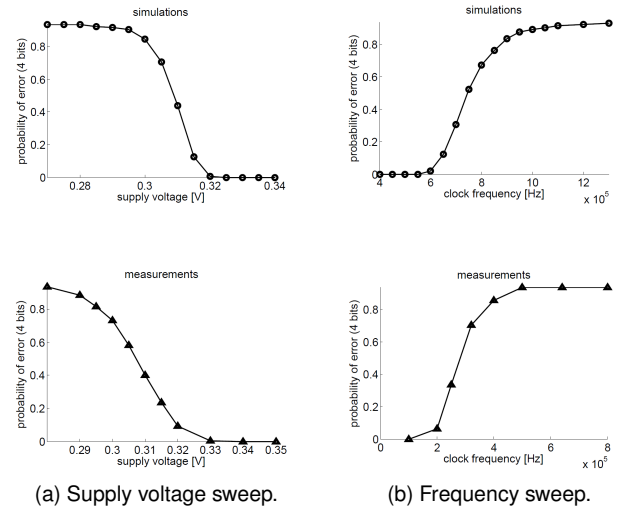 simulations
probability of error (4 bits)
0.8
0.6
0.4
0.2
0
0.28 0.3 0.32 0.34
supply voltage [V]
simulations
probability of error (4 bits)
0.8
0.6
0.4
0.2
0
4 6 8 10 12
clock frequency [Hz]
x 10^5
measurements
probability of error (4 bits)
0.8
0.6
0.4
0.2
0
0.29 0.3 0.31 0.32 0.33 0.34 0.35
supply voltage [V]
measurements
probability of error (4 bits)
0.8
0.6
0.4
0.2
0
0 2 4 6 8
clock frequency [Hz]
x 10^5
(a) Supply voltage sweep.
(b) Frequency sweep.